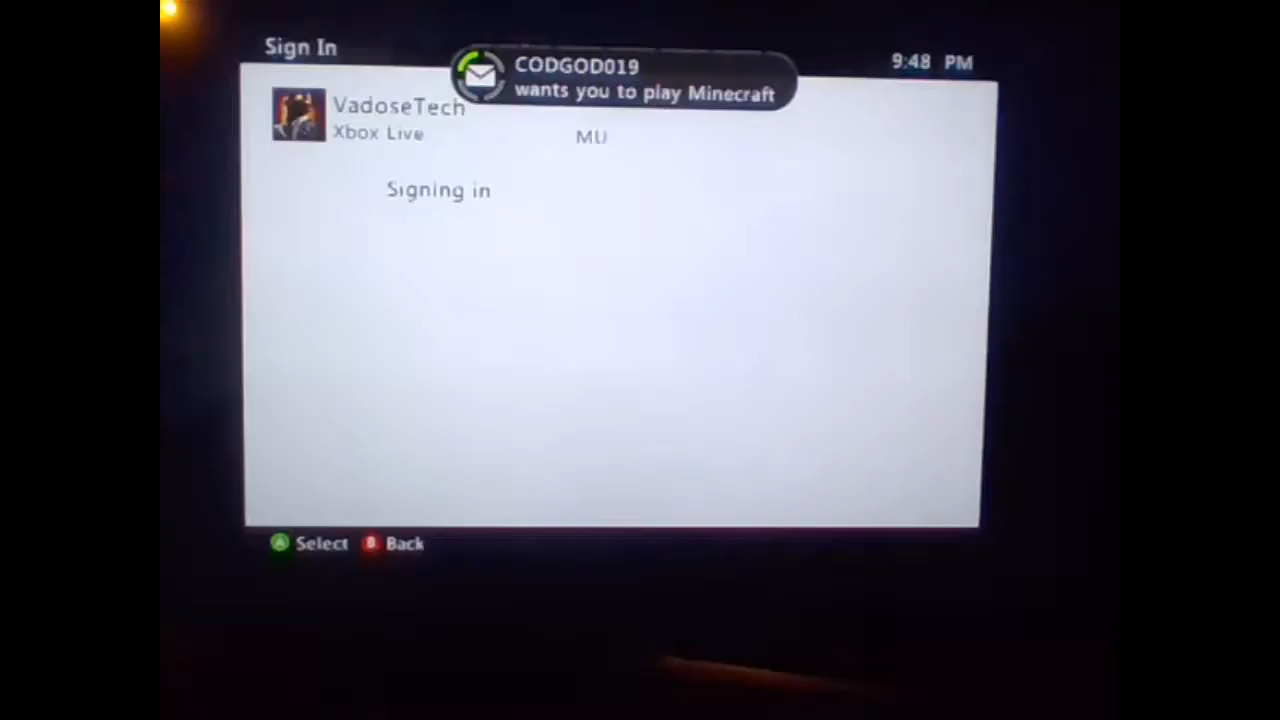 Sign In
CODGOD019
wants you to play Minecraft
9:48 PM
VadoseTech
Xbox Live
MU
Signing in
A Select B Back